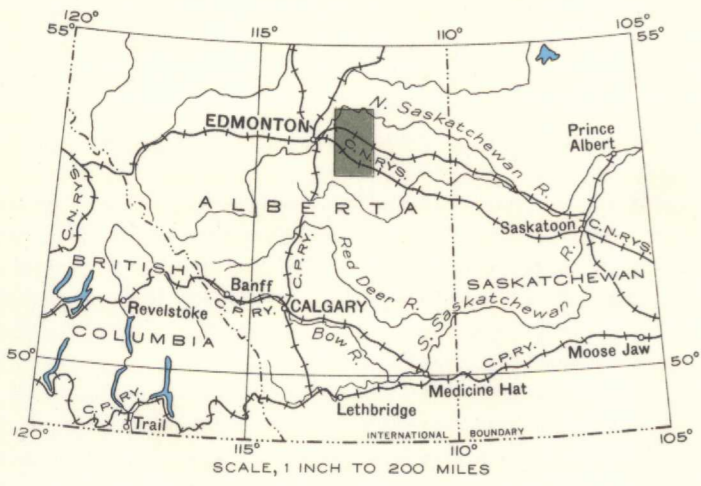 120°
55°
115°
110°
105°
55°
EDMONTON
N. Saskatchewan R.
Prince
Albert
C.N.RYS.
C.N.RYS.
ALBERTA
Saskatoon
C.N.RYS.
BRITISH
C.P.RY.
Red Deer R.
SASKATCHEWAN
Banff
Revelstoke
C.P.RY.
CALGARY
S. Saskatchewan R.
COLUMBIA
Bow R.
C.P.RY.
Moose Jaw
50°
50°
Medicine Hat
C.P.RY.
Lethbridge
Trail
120°
115°
INTERNATIONAL BOUNDARY
110°
105°
SCALE, 1 INCH TO 200 MILES